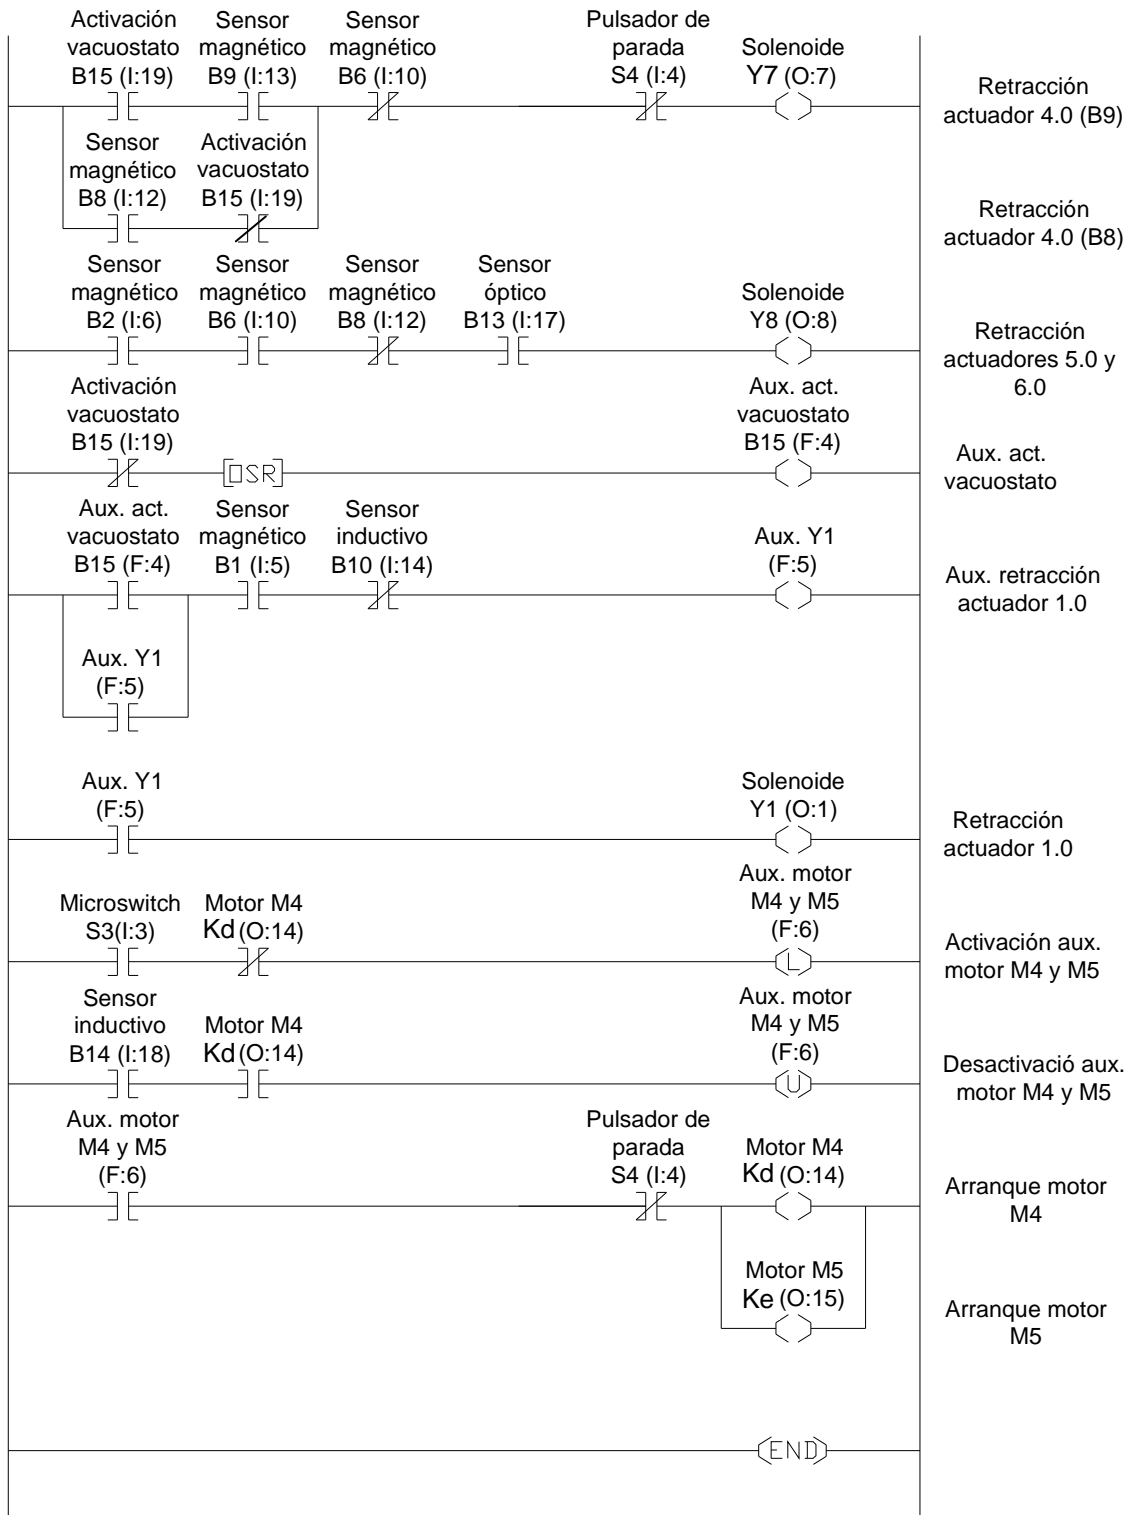 Activación
vacuostato
B15 (I:19)
Sensor
magnético
B9 (I:13)
Sensor
magnético
B6 (I:10)
Pulsador de
parada
S4 (I:4)
Solenoide
Y7 (O:7)
Retracción
actuador 4.0 (B9)
Sensor
magnético
B8 (I:12)
Activación
vacuostato
B15 (I:19)
Retracción
actuador 4.0 (B8)
Sensor
magnético
B2 (I:6)
Sensor
magnético
B6 (I:10)
Sensor
magnético
B8 (I:12)
Sensor
óptico
B13 (I:17)
Solenoide
Y8 (O:8)
Retracción
actuadores 5.0 y
6.0
Activación
vacuostato
B15 (I:19)
OSR
Aux. act.
vacuostato
B15 (F:4)
Aux. act.
vacuostato
Aux. act.
vacuostato
B15 (F:4)
Sensor
magnético
B1 (I:5)
Sensor
inductivo
B10 (I:14)
Aux. Y1
(F:5)
Aux. retracción
actuador 1.0
Aux. Y1
(F:5)
Aux. Y1
(F:5)
Solenoide
Y1 (O:1)
Retracción
actuador 1.0
Microswitch
S3(I:3)
Motor M4
Kd (O:14)
Aux. motor
M4 y M5
(F:6)
L
Activación aux.
motor M4 y M5
Sensor
inductivo
B14 (I:18)
Motor M4
Kd (O:14)
Aux. motor
M4 y M5
(F:6)
U
Desactivació aux.
motor M4 y M5
Aux. motor
M4 y M5
(F:6)
Pulsador de
parada
S4 (I:4)
Motor M4
Kd (O:14)
Arranque motor
M4
Motor M5
Ke (O:15)
Arranque motor
M5
END